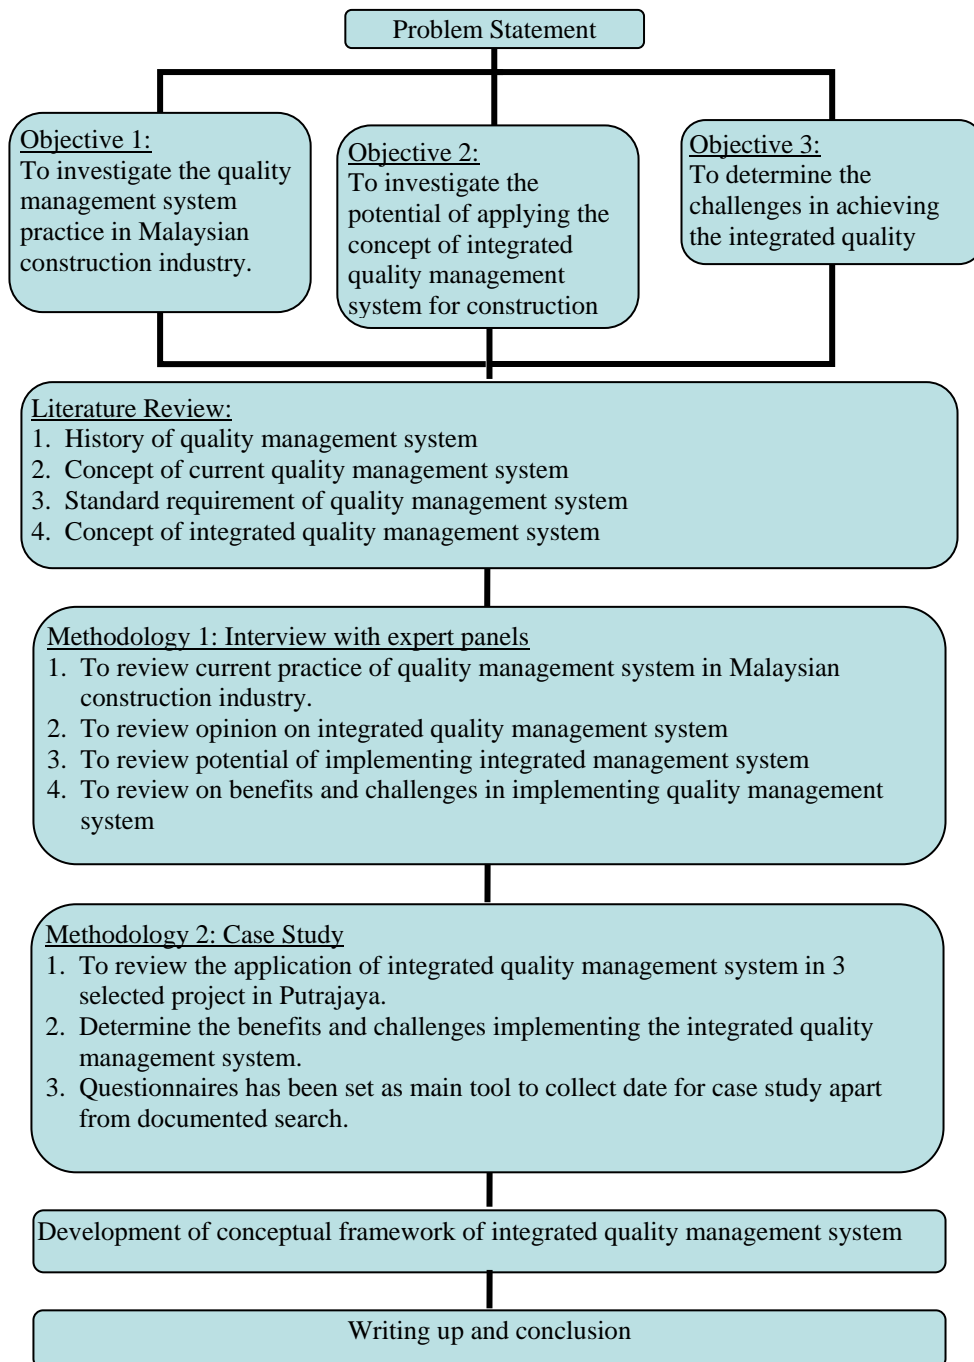 Problem Statement
Objective 1:
To investigate the quality
management system
practice in Malaysian
construction industry.
Objective 2:
To investigate the
potential of applying the
concept of integrated
quality management
system for construction
Objective 3:
To determine the
challenges in achieving
the integrated quality
Literature Review:
1. History of quality management system
2. Concept of current quality management system
3. Standard requirement of quality management system
4. Concept of integrated quality management system
Methodology 1: Interview with expert panels
1. To review current practice of quality management system in Malaysian
construction industry.
2. To review opinion on integrated quality management system
3. To review potential of implementing integrated management system
4. To review on benefits and challenges in implementing quality management
system
Methodology 2: Case Study
1. To review the application of integrated quality management system in 3
selected project in Putrajaya.
2. Determine the benefits and challenges implementing the integrated quality
management system.
3. Questionnaires has been set as main tool to collect date for case study apart
from documented search.
Development of conceptual framework of integrated quality management system
Writing up and conclusion